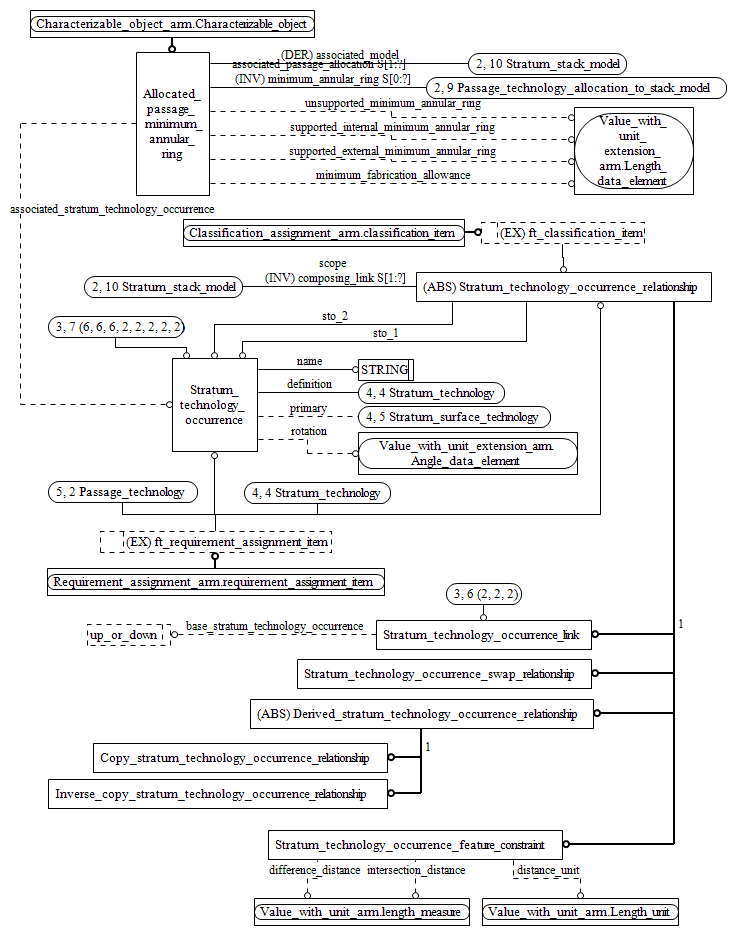 Characterizable_object_arm.Characterizable_object
(DER) associated_model
associated_passage_allocation S[1:?]
(INV) minimum_annular_ring S[0:?]
2, 10 Stratum_stack_model
2, 9 Passage_technology_allocation_to_stack_model
Allocated_
passage_
minimum_
annular_
ring
unsupported_minimum_annular_ring
supported_internal_minimum_annular_ring
supported_external_minimum_annular_ring
minimum_fabrication_allowance
Value_with_
unit_
extension_
arm.Length_
data_element
associated_stratum_technology_occurrence
Classification_assignment_arm.classification_item
(EX) ft_classification_item
scope
(INV) composing_link S[1:?]
2, 10 Stratum_stack_model
(ABS) Stratum_technology_occurrence_relationship
sto_2
sto_1
3, 7 (6, 6, 6, 2, 2, 2, 2, 2)
Stratum_
technology_
occurrence
name
STRING
definition
4, 4 Stratum_technology
primary
4, 5 Stratum_surface_technology
rotation
Value_with_unit_extension_arm.
Angle_data_element
5, 2 Passage_technology
4, 4 Stratum_technology
(EX) ft_requirement_assignment_item
Requirement_assignment_arm.requirement_assignment_item
3, 6 (2, 2, 2)
up_or_down
base_stratum_technology_occurrence
Stratum_technology_occurrence_link
1
Stratum_technology_occurrence_swap_relationship
(ABS) Derived_stratum_technology_occurrence_relationship
1
Copy_stratum_technology_occurrence_relationship
Inverse_copy_stratum_technology_occurrence_relationship
Stratum_technology_occurrence_feature_constraint
difference_distance
intersection_distance
distance_unit
Value_with_unit_arm.length_measure
Value_with_unit_arm.Length_unit